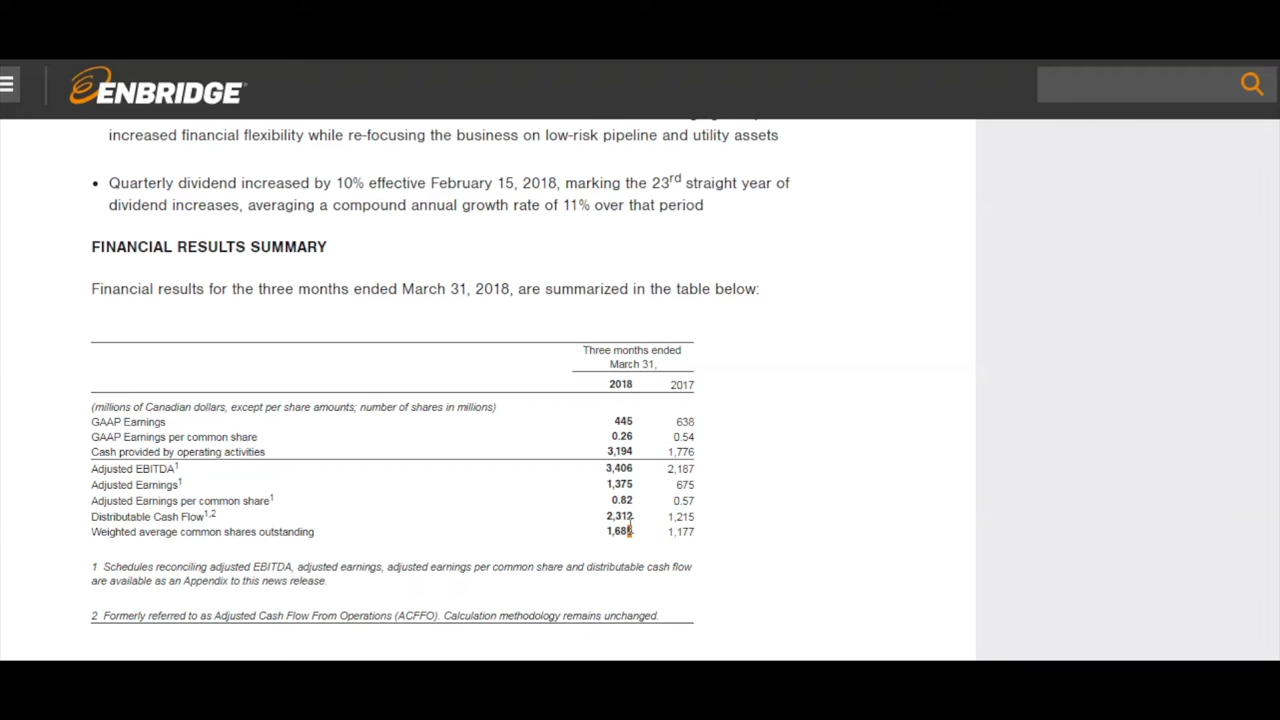 ENBRIDGE
increased financial flexibility while re-focusing the business on low-risk pipeline and utility assets
• Quarterly dividend increased by 10% effective February 15, 2018, marking the 23rd straight year of
dividend increases, averaging a compound annual growth rate of 11% over that period
FINANCIAL RESULTS SUMMARY
Financial results for the three months ended March 31, 2018, are summarized in the table below:
Three months ended
March 31,
2018 2017
(millions of Canadian dollars, except per share amounts; number of shares in millions)
GAAP Earnings 445 638
GAAP Earnings per common share 0.26 0.54
Cash provided by operating activities 3,194 1,776
Adjusted EBITDA1 3,406 2,187
Adjusted Earnings1 1,375 675
Adjusted Earnings per common share1 0.82 0.57
Distributable Cash Flow1,2 2,312 1,215
Weighted average common shares outstanding 1,177
1 Schedules reconciling adjusted EBITDA, adjusted earnings, adjusted earnings per common share and distributable cash flow
are available as an Appendix to this news release.
2 Formerly referred to as Adjusted Cash Flow From Operations (ACFFO). Calculation methodology remains unchanged.